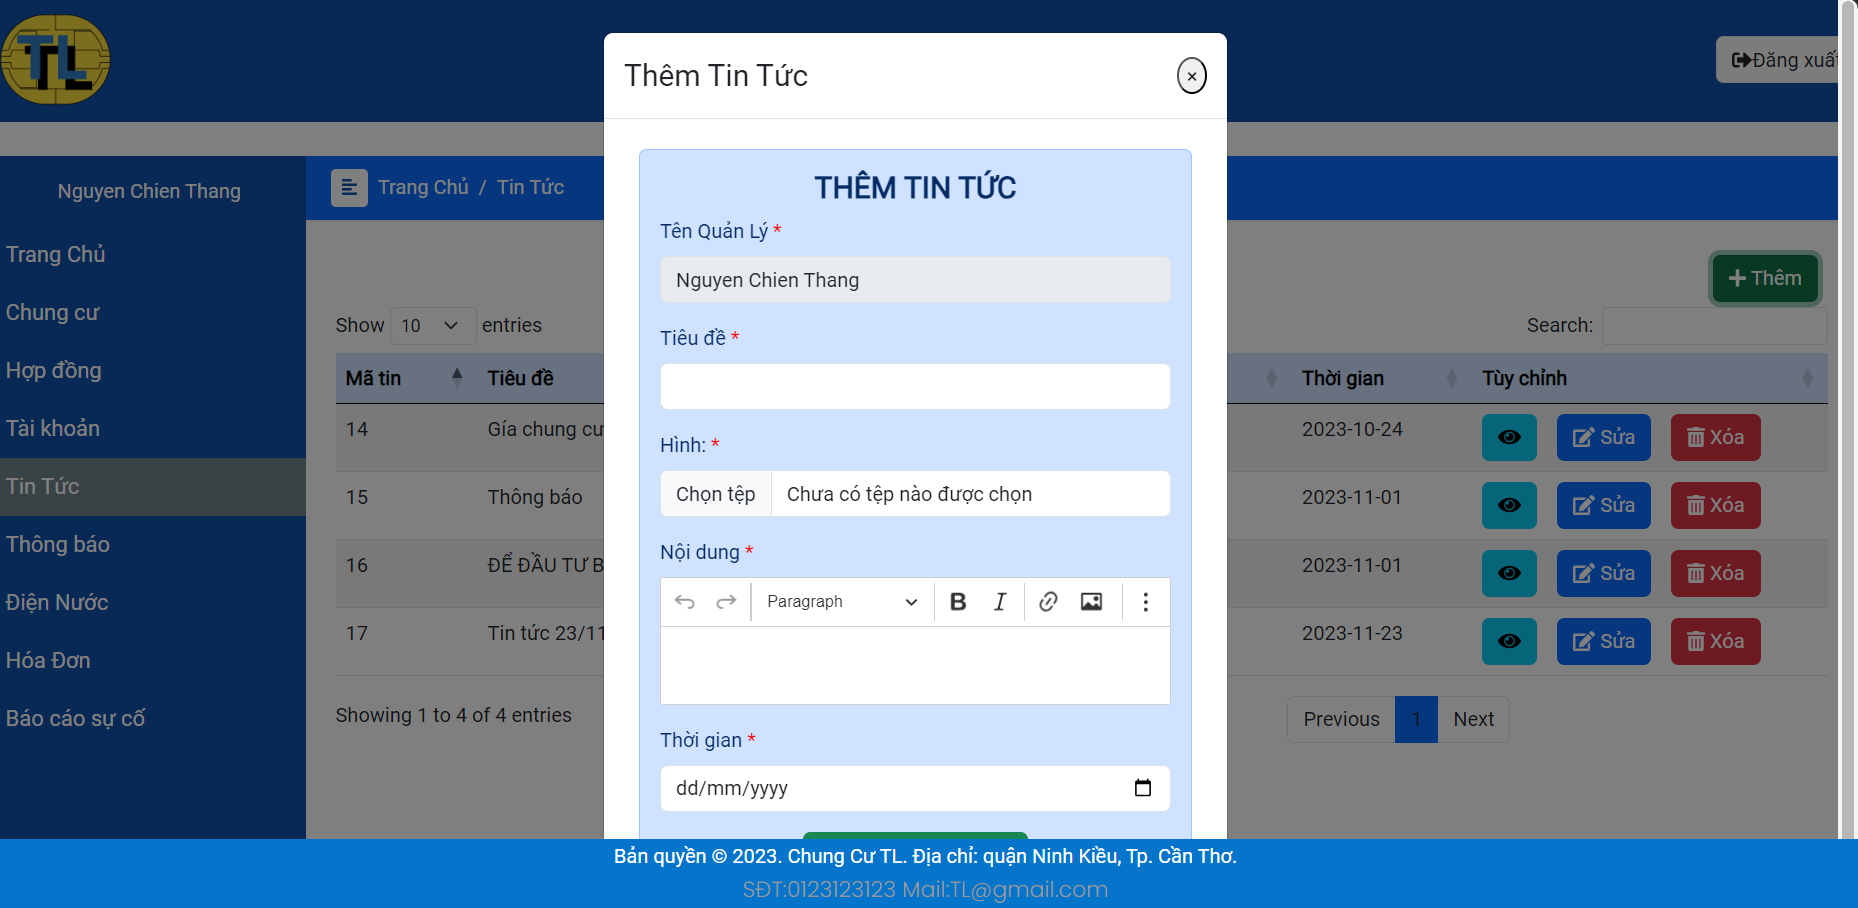 TL
Đăng xuất
Thêm Tin Tức
×
Nguyen Chien Thang
Trang Chủ
Chung cư
Hợp đồng
Tài khoản
Tin Tức
Thông báo
Điện Nước
Hóa Đơn
Báo cáo sự cố
Trang Chủ / Tin Tức
Thêm
Show 10 entries
Search:
Mã tin Tiêu đề Thời gian Tùy chỉnh
14 Gía chung cư 2023-10-24 Sửa Xóa
15 Thông báo 2023-11-01 Sửa Xóa
16 ĐỂ ĐẦU TƯ B 2023-11-01 Sửa Xóa
17 Tin tức 23/11 2023-11-23 Sửa Xóa
Showing 1 to 4 of 4 entries
Previous 1 Next
THÊM TIN TỨC
Tên Quản Lý *
Nguyen Chien Thang
Tiêu đề *
Hình: *
Chọn tệp Chưa có tệp nào được chọn
Nội dung *
Paragraph B I
Thời gian *
dd/mm/yyyy
Bản quyền © 2023. Chung Cư TL. Địa chỉ: quận Ninh Kiều, Tp. Cần Thơ.
SĐT:0123123123 Mail:TL@gmail.com